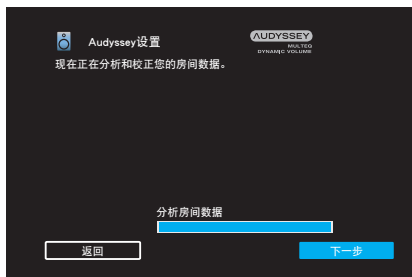 Audyssey设置
AUDYSSEY
MULTEQ
DYNAMIC VOLUME
现在正在分析和校正您的房间数据。
分析房间数据
返回
下一步